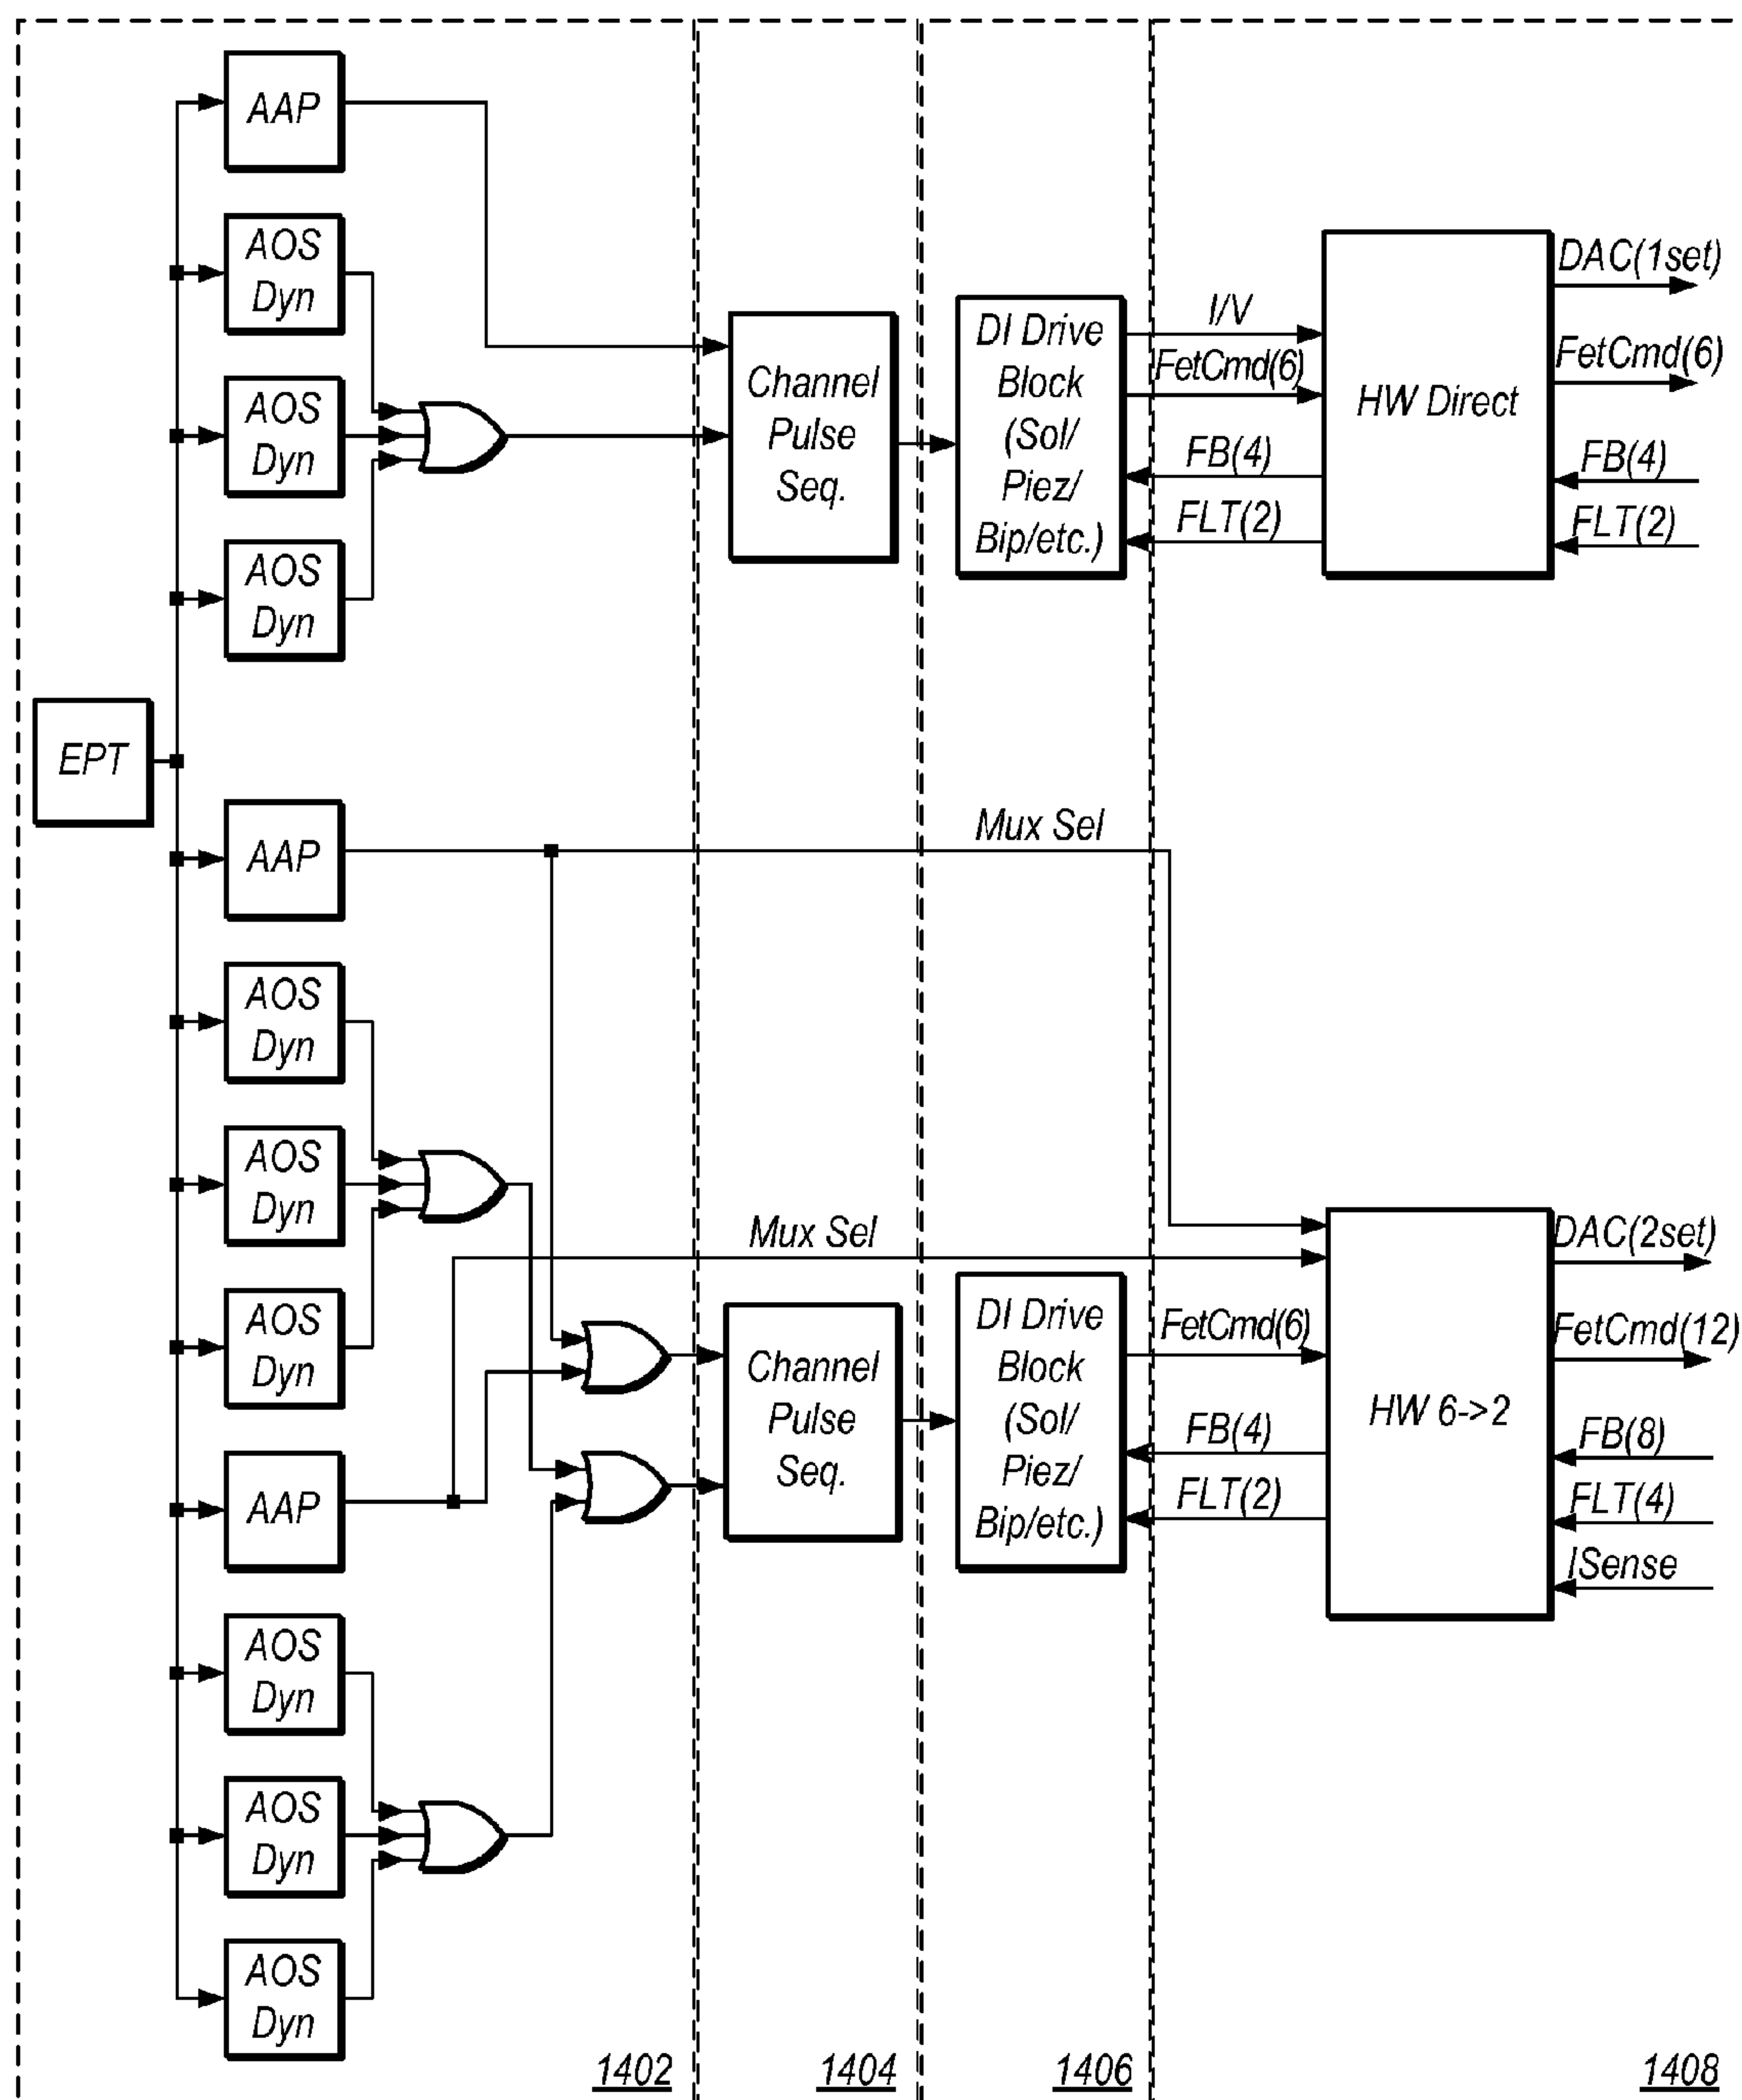 AAP
AOS
Dyn
AOS
Dyn
AOS
Dyn
EPT
AAP
AOS
Dyn
AOS
Dyn
AOS
Dyn
AAP
AOS
Dyn
AOS
Dyn
AOS
Dyn
1402
Channel
Pulse
Seq.
Mux Sel
Channel
Pulse
Seq.
1404
DI Drive
Block
(Sol/
Piez/
Bip/etc.)
Mux Sel
DI Drive
Block
(Sol/
Piez/
Bip/etc.)
1406
I/V
FetCmd(6)
FB(4)
FLT(2)
HW Direct
DAC(1set)
FetCmd(6)
FB(4)
FLT(2)
FetCmd(6)
FB(4)
FLT(2)
HW 6->2
DAC(2set)
FetCmd(12)
FB(8)
FLT(4)
ISense
1408